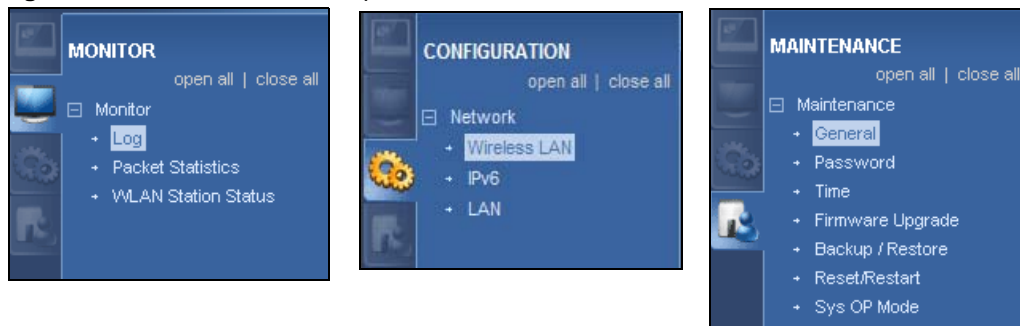 MONITOR
open all | close all
Monitor
Log
Packet Statistics
WLAN Station Status
CONFIGURATION
open all | close all
Network
Wireless LAN
IPv6
LAN
MAINTENANCE
open all | close all
Maintenance
General
Password
Time
Firmware Upgrade
Backup / Restore
Reset/Restart
Sys OP Mode